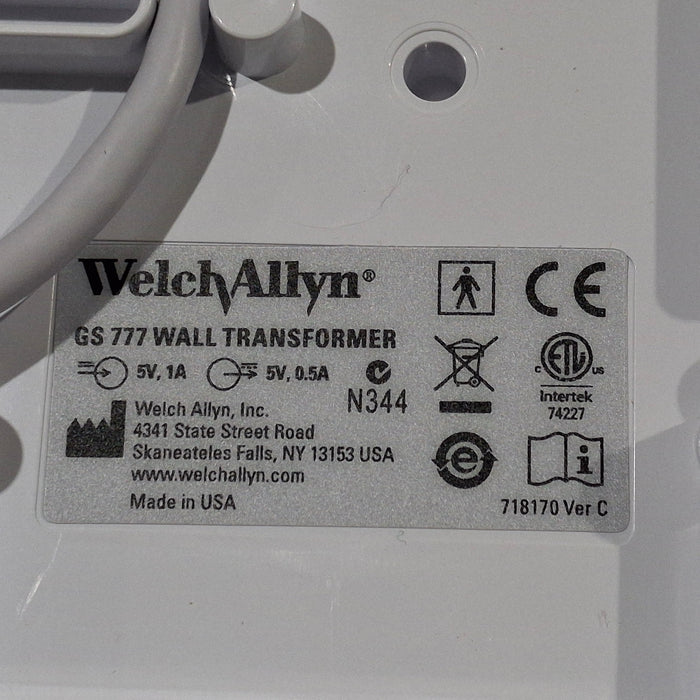 WelchAllyn®
GS 777 WALL TRANSFORMER
5V, 1A 5V, 0.5A
N344
Welch Allyn, Inc.
4341 State Street Road
Skaneateles Falls, NY 13153 USA
www.welchallyn.com
Made in USA
CE
c ETL us
Intertek
74227
e
i
718170 Ver C